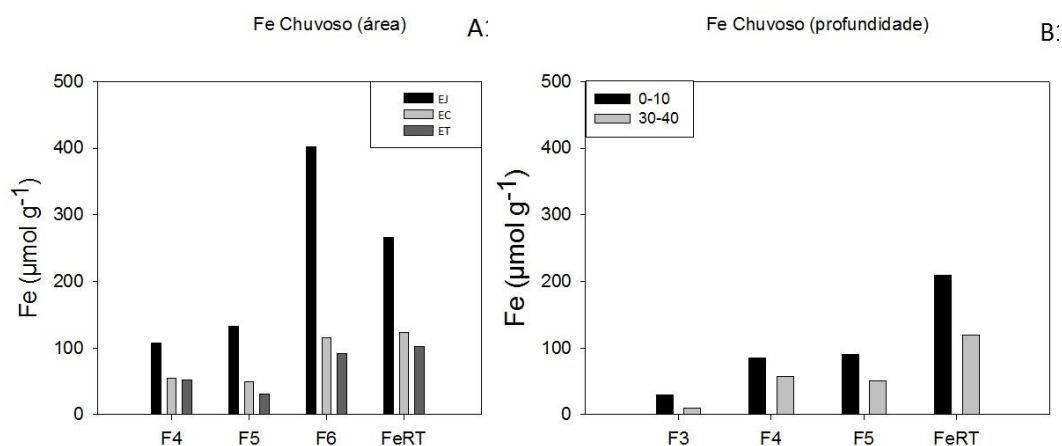 Fe Chuvoso (área)
500
400
300
200
100
0
Fe (µmol g-1)
EJ
EC
ET
F4 F5 F6 FeRT
Fe Chuvoso (profundidade)
500
400
300
200
100
0
Fe (µmol g-1)
0-10
30-40
F3 F4 F5 FeRT